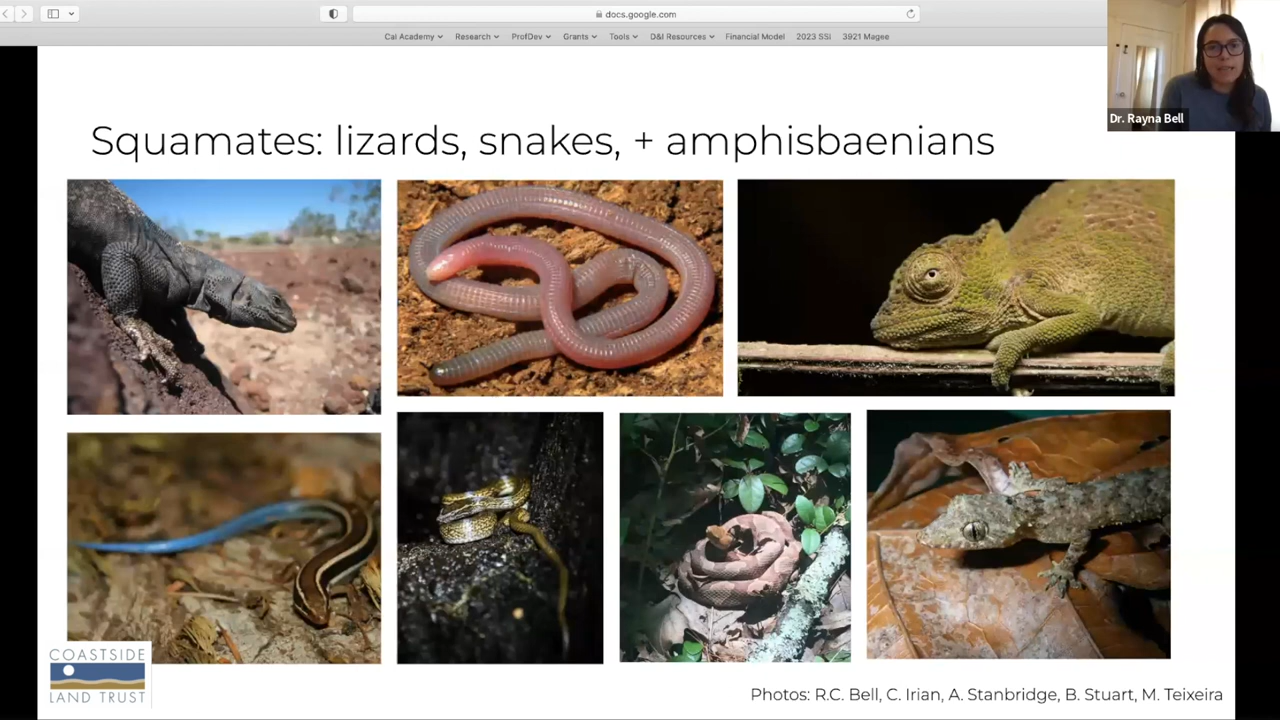 docs.google.com
Cal Academy Research ProfDev Grants Tools D&I Resources Financial Model 2023 SSi 3921 Magee
Dr. Rayna Bell
Squamates: lizards, snakes, + amphisbaenians
COASTSIDE
LAND TRUST
Photos: R.C. Bell, C. Irian, A. Stanbridge, B. Stuart, M. Teixeira